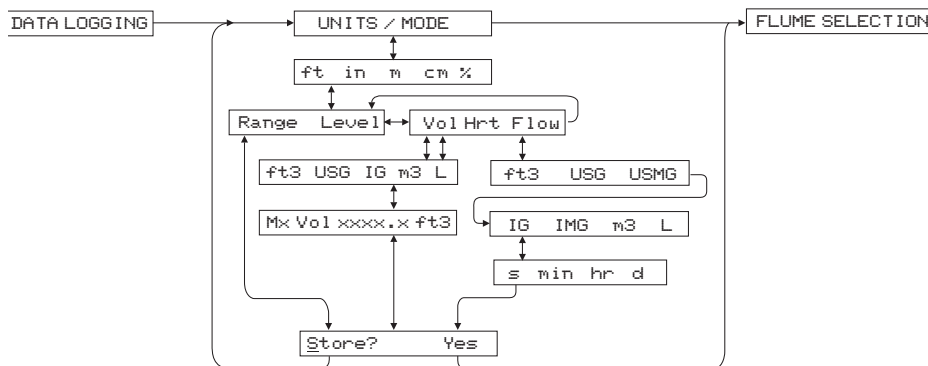 DATA LOGGING
UNITS / MODE
FLUME SELECTION
ft in m cm %
Range Level
Vol Hrt Flow
ft3 USG IG m3 L
ft3 USG USMG
Mx Vol xxxx.x ft3
IG IMG m3 L
s min hr d
Store? Yes